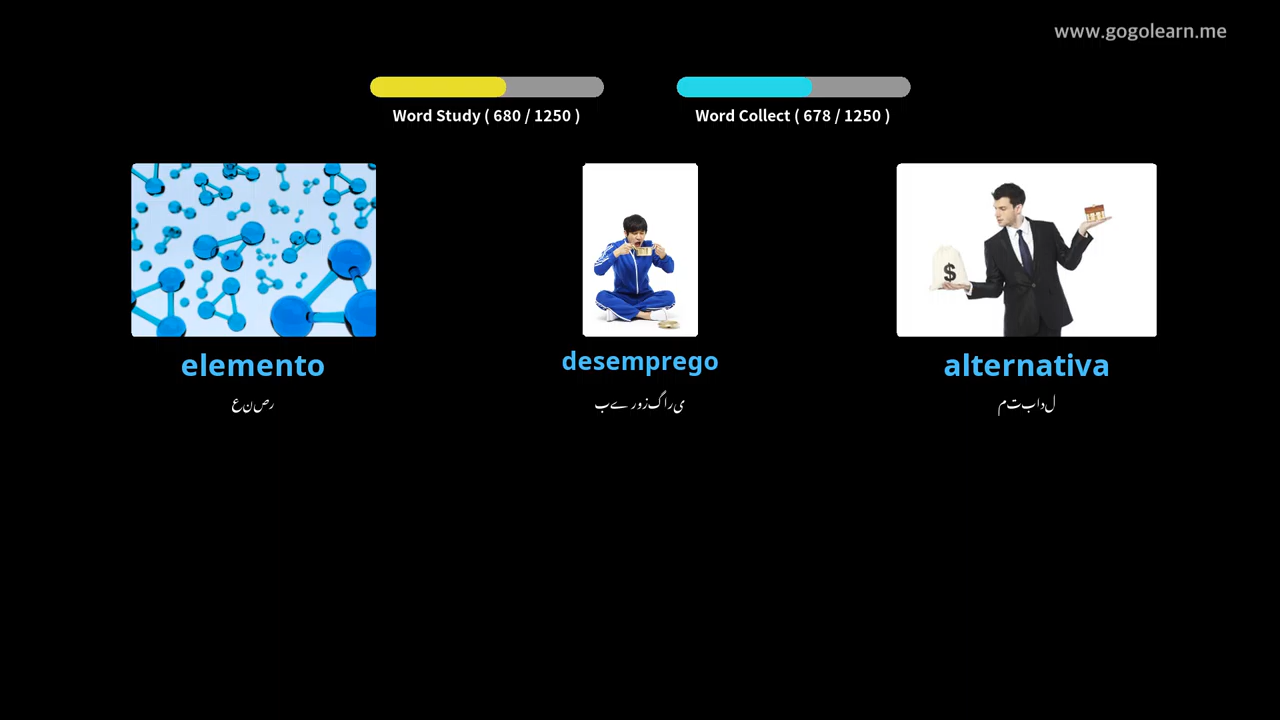 www.gogolearn.me
Word Study ( 680 / 1250 )
Word Collect ( 678 / 1250 )
elemento
عنصر
desemprego
بے روزگاری
alternativa
متبادل